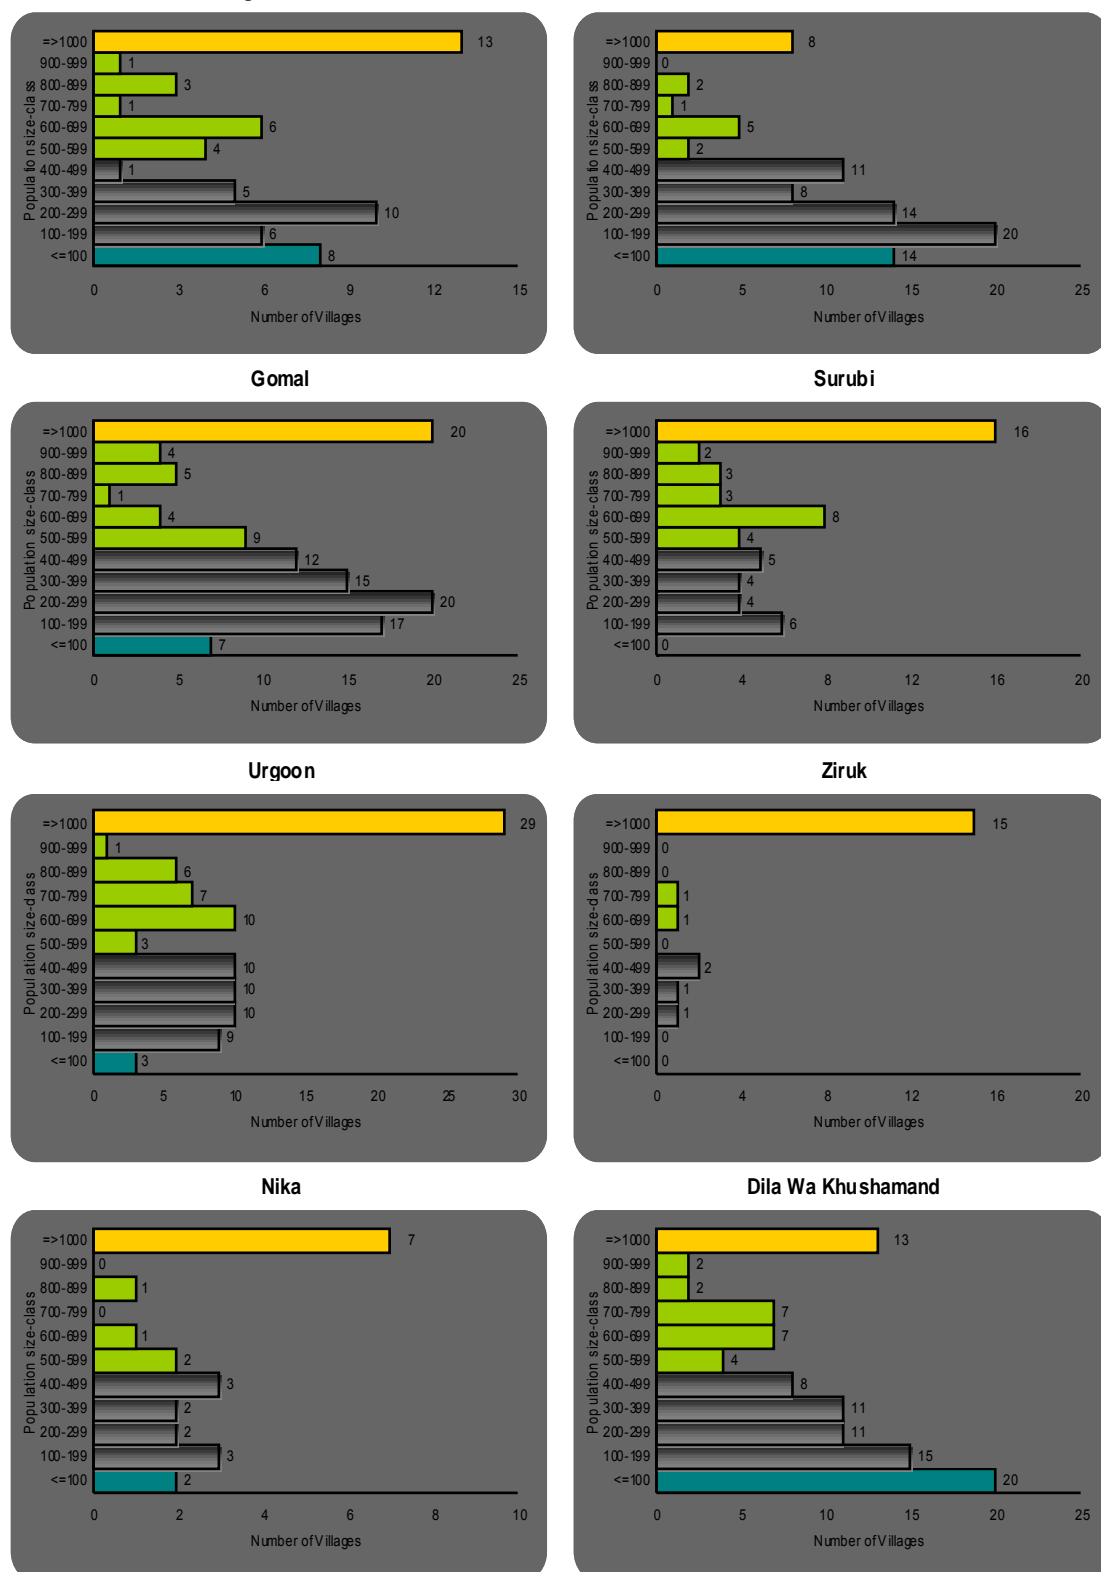 =>1000 13
900-999 1
800-899 3
700-799 1
600-699 6
500-599 4
400-499 1
300-399 5
200-299 10
100-199 6
<=100 8
Population size-class
0 3 6 9 12 15
Number of Villages
=>1000 8
900-999 0
800-899 2
700-799 1
600-699 5
500-599 2
400-499 11
300-399 8
200-299 14
100-199 20
<=100 14
Population size-class
0 5 10 15 20 25
Number of Villages
Gomal
=>1000 20
900-999 4
800-899 5
700-799 1
600-699 4
500-599 9
400-499 12
300-399 15
200-299 20
100-199 17
<=100 7
Population size-class
0 5 10 15 20 25
Number of Villages
Surubi
=>1000 16
900-999 2
800-899 3
700-799 3
600-699 8
500-599 4
400-499 5
300-399 4
200-299 4
100-199 6
<=100 0
Population size-class
0 4 8 12 16 20
Number of Villages
Urgoon
=>1000 29
900-999 1
800-899 6
700-799 7
600-699 10
500-599 3
400-499 10
300-399 10
200-299 10
100-199 9
<=100 3
Population size-class
0 5 10 15 20 25 30
Number of Villages
Ziruk
=>1000 15
900-999 0
800-899 0
700-799 1
600-699 1
500-599 0
400-499 2
300-399 1
200-299 1
100-199 0
<=100 0
Population size-class
0 4 8 12 16 20
Number of Villages
Nika
=>1000 7
900-999 0
800-899 1
700-799 0
600-699 1
500-599 2
400-499 3
300-399 2
200-299 2
100-199 3
<=100 2
Population size-class
0 2 4 6 8 10
Number of Villages
Dila Wa Khushamand
=>1000 13
900-999 2
800-899 2
700-799 7
600-699 7
500-599 4
400-499 8
300-399 11
200-299 11
100-199 15
<=100 20
Population size-class
0 5 10 15 20 25
Number of Villages